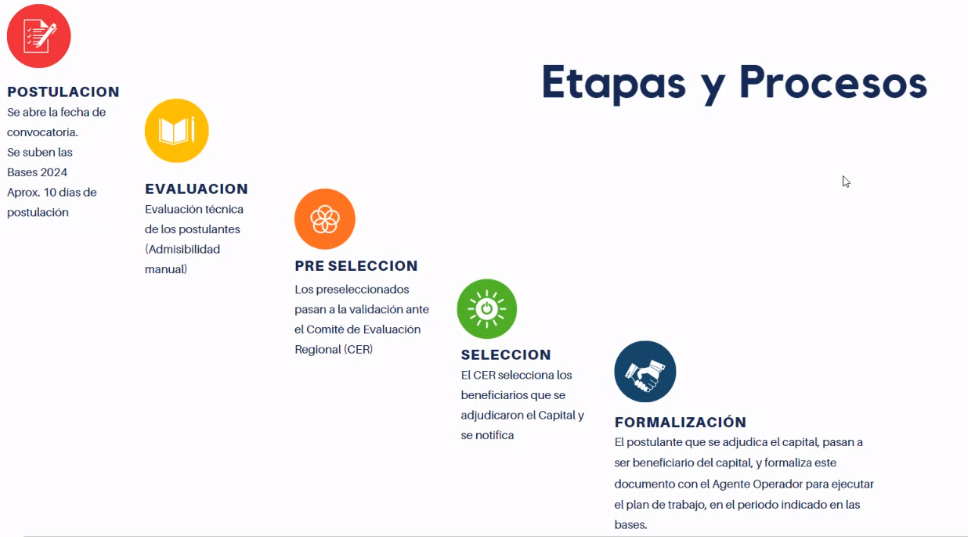 Etapas y Procesos
POSTULACION
Se abre la fecha de
convocatoria.
Se suben las
Bases 2024
Aprox. 10 días de
postulación
EVALUACION
Evaluación técnica
de los postulantes
(Admisibilidad
manual)
PRE SELECCION
Los preseleccionados
pasan a la validación ante
el Comité de Evaluación
Regional (CER)
SELECCION
El CER selecciona los
beneficiarios que se
adjudicaron el Capital y
se notifica
FORMALIZACIÓN
El postulante que se adjudica el capital, pasan a
ser beneficiario del capital, y formaliza este
documento con el Agente Operador para ejecutar
el plan de trabajo, en el periodo indicado en las
bases.